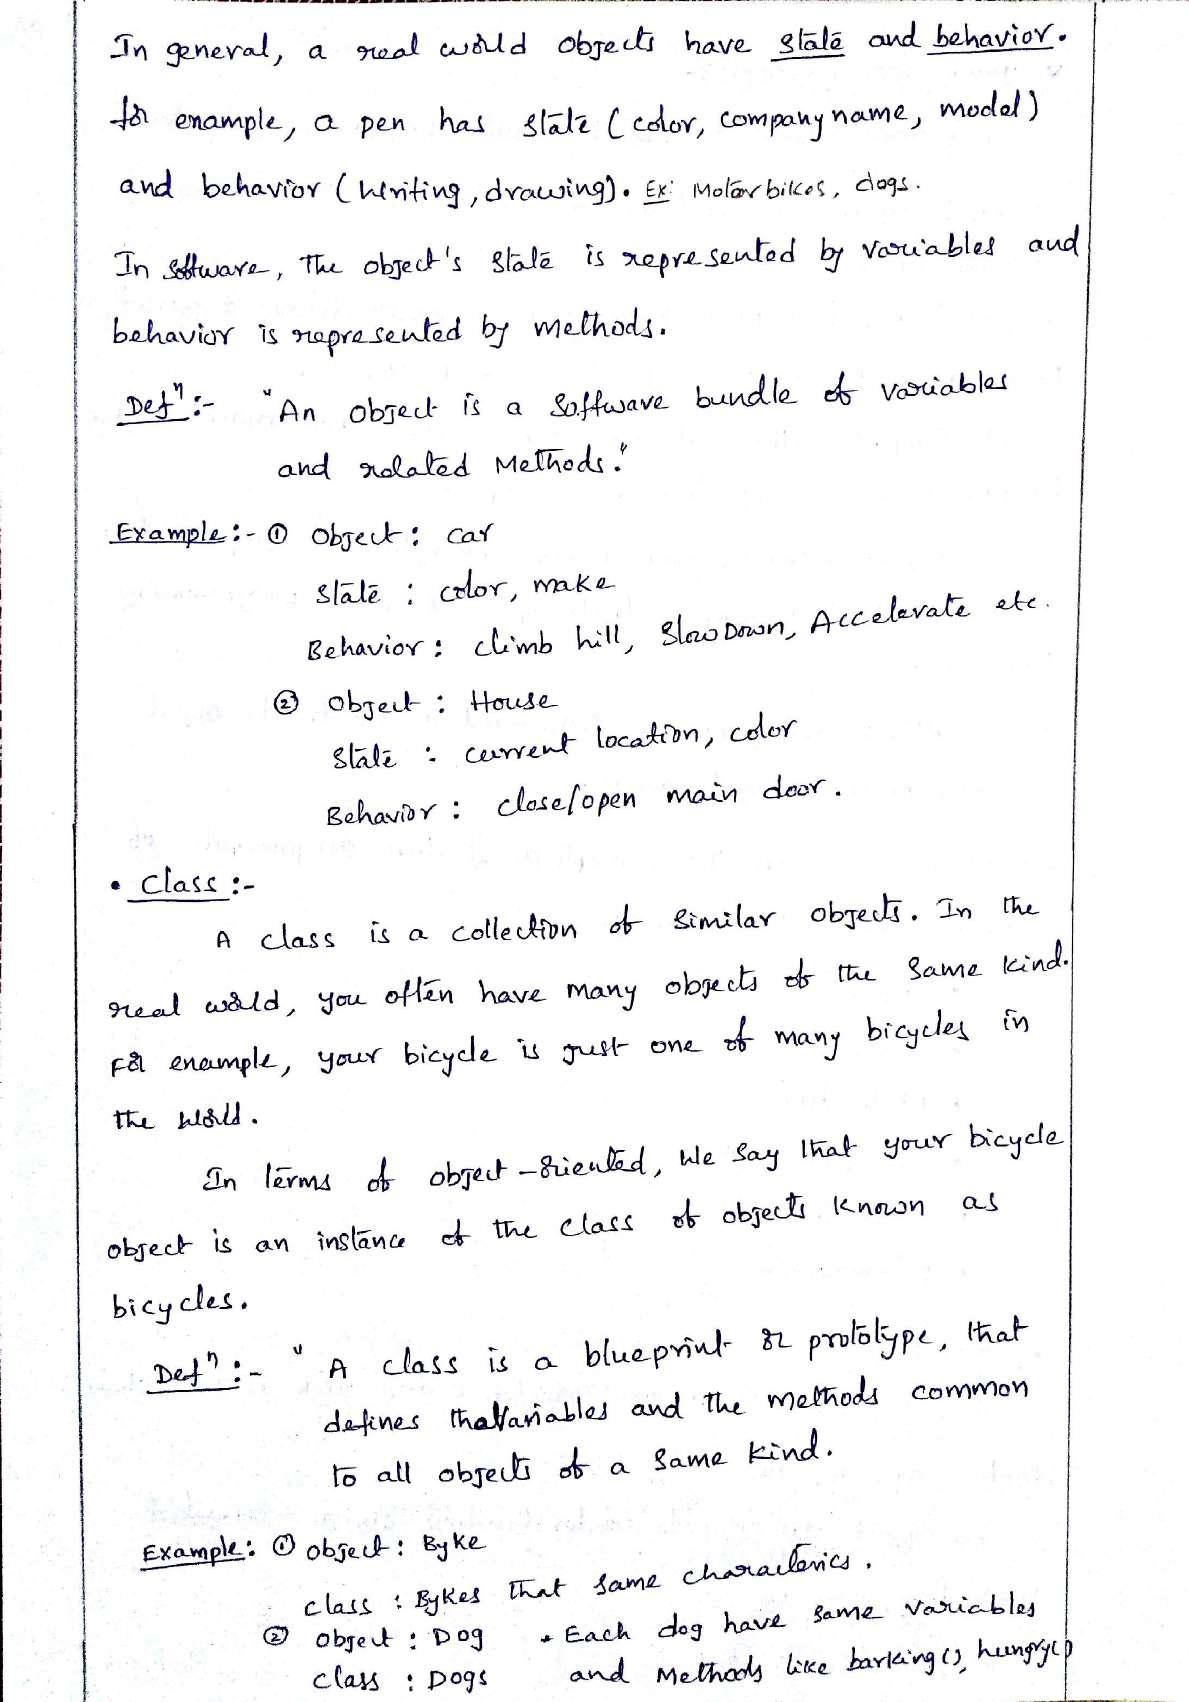 In general, a real world objects have state and behavior.
for example, a pen has state (color, company name, model)
and behavior (writing, drawing). Ex: Motorbikes, dogs.
In software, the object's state is represented by variables and
behavior is represented by methods.
Defⁿ:- "An object is a software bundle of variables
and related Methods."
Example:- ① Object: car
state : color, make
Behavior: climb hill, SlowDown, Accelerate etc.
② Object : House
state : current location, color
Behavior : close/open main door.
• Class:-
A class is a collection of similar objects. In the
real world, you often have many objects of the same kind.
For example, your bicycle is just one of many bicycles in
the world.
In terms of object-oriented, we say that your bicycle
object is an instance of the class of objects known as
bicycles.
Defⁿ:- "A class is a blueprint or prototype, that
defines the Variables and the methods common
to all objects of a same kind.
Example: ① object: Byke
class : Bykes that same characterics.
② object : Dog * Each dog have same variables
class : Dogs and Methods like barking(), hungry()